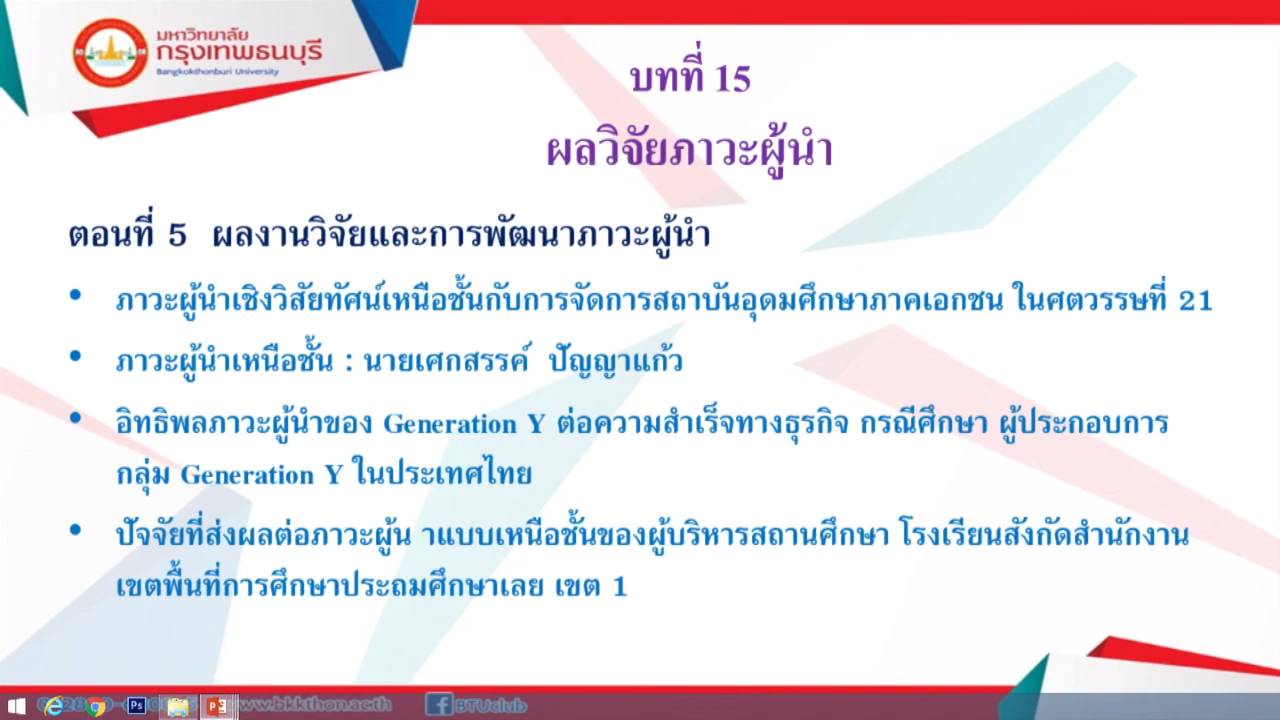 มหาวิทยาลัย
กรุงเทพธนบุรี
Bangkokthonburi University
บทที่ 15
ผลวิจัยภาวะผู้นำ
ตอนที่ 5 ผลงานวิจัยและการพัฒนาภาวะผู้นำ
• ภาวะผู้นำเชิงวิสัยทัศน์เหนือชั้นกับการจัดการสถาบันอุดมศึกษาภาคเอกชน ในศตวรรษที่ 21
• ภาวะผู้นำเหนือชั้น : นายเศกสรรค์ ปัญญาแก้ว
• อิทธิพลภาวะผู้นำของ Generation Y ต่อความสำเร็จทางธุรกิจ กรณีศึกษา ผู้ประกอบการ
กลุ่ม Generation Y ในประเทศไทย
• ปัจจัยที่ส่งผลต่อภาวะผู้น าแบบเหนือชั้นของผู้บริหารสถานศึกษา โรงเรียนสังกัดสำนักงาน
เขตพื้นที่การศึกษาประถมศึกษาเลย เขต 1
www.bkkthon.ac.th
BTUclub